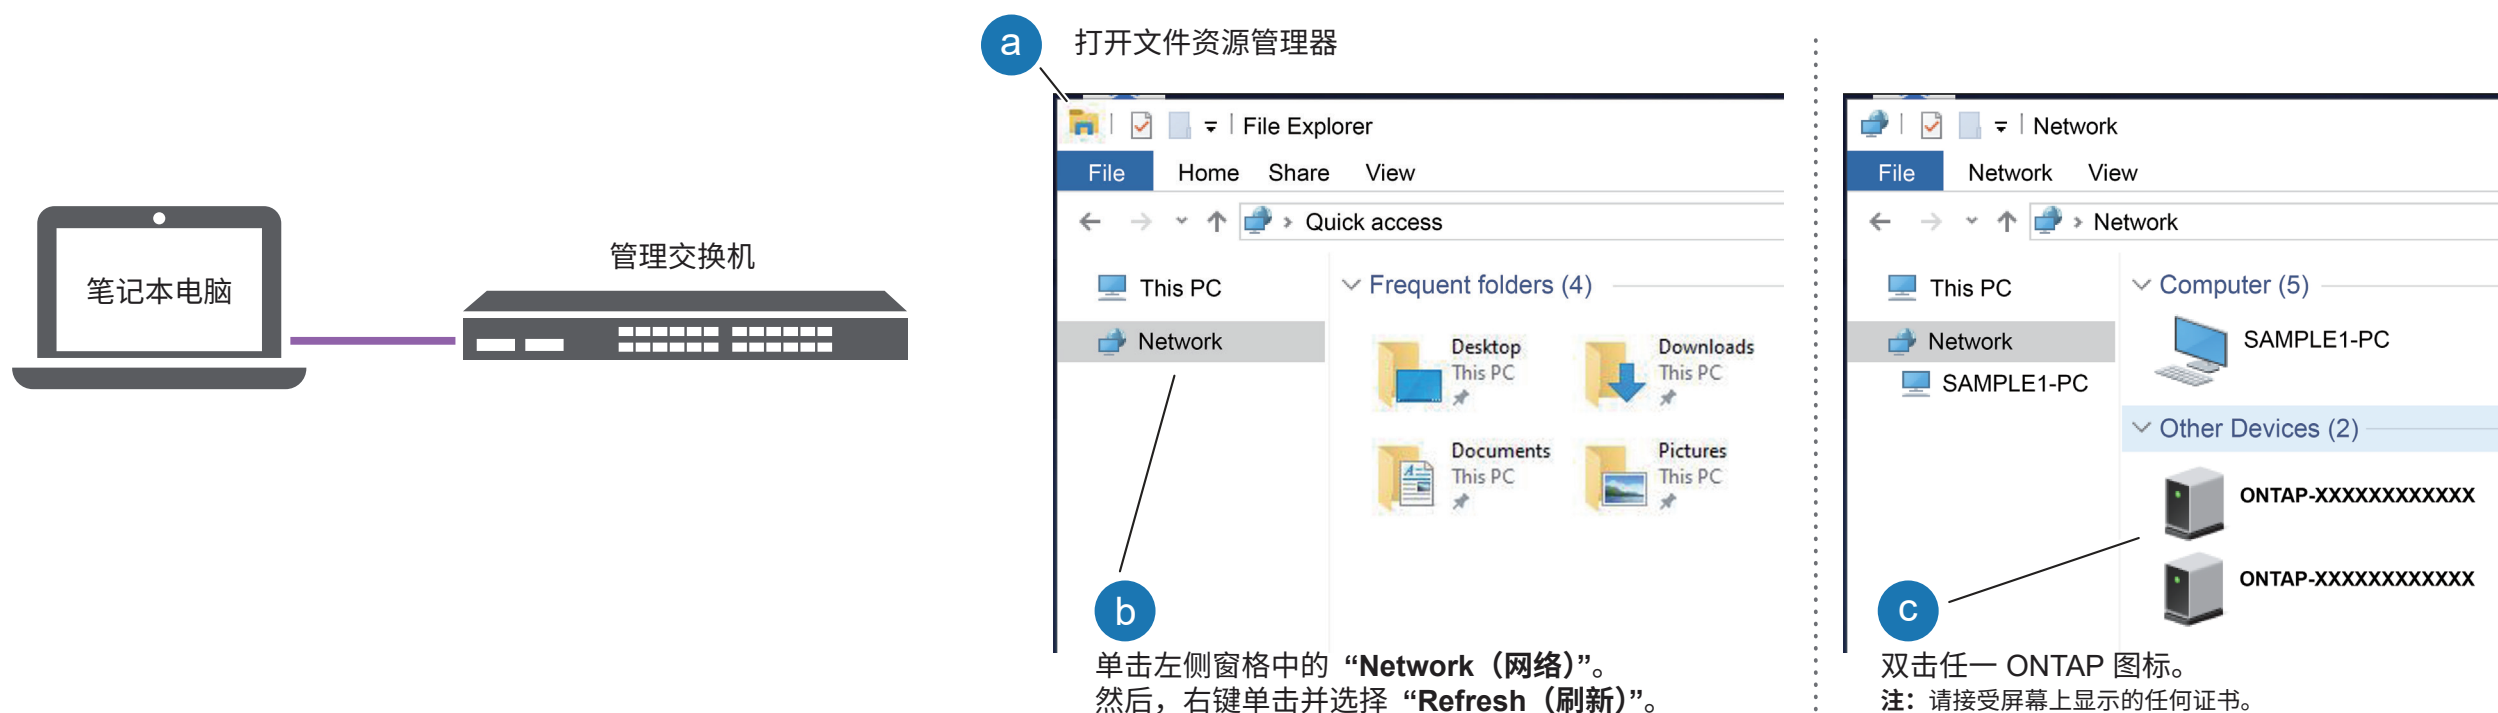 笔记本电脑
管理交换机
a
打开文件资源管理器
File Explorer
File Home Share View
Quick access
This PC
Network
Frequent folders (4)
Desktop
This PC
Downloads
This PC
Documents
This PC
Pictures
This PC
b
单击左侧窗格中的 “Network（网络）”。
然后，右键单击并选择 “Refresh（刷新）”。
Network
File Network View
Network
This PC
Network
SAMPLE1-PC
Computer (5)
SAMPLE1-PC
Other Devices (2)
ONTAP-XXXXXXXXXXXX
ONTAP-XXXXXXXXXXXX
c
双击任一 ONTAP 图标。
注：请接受屏幕上显示的任何证书。